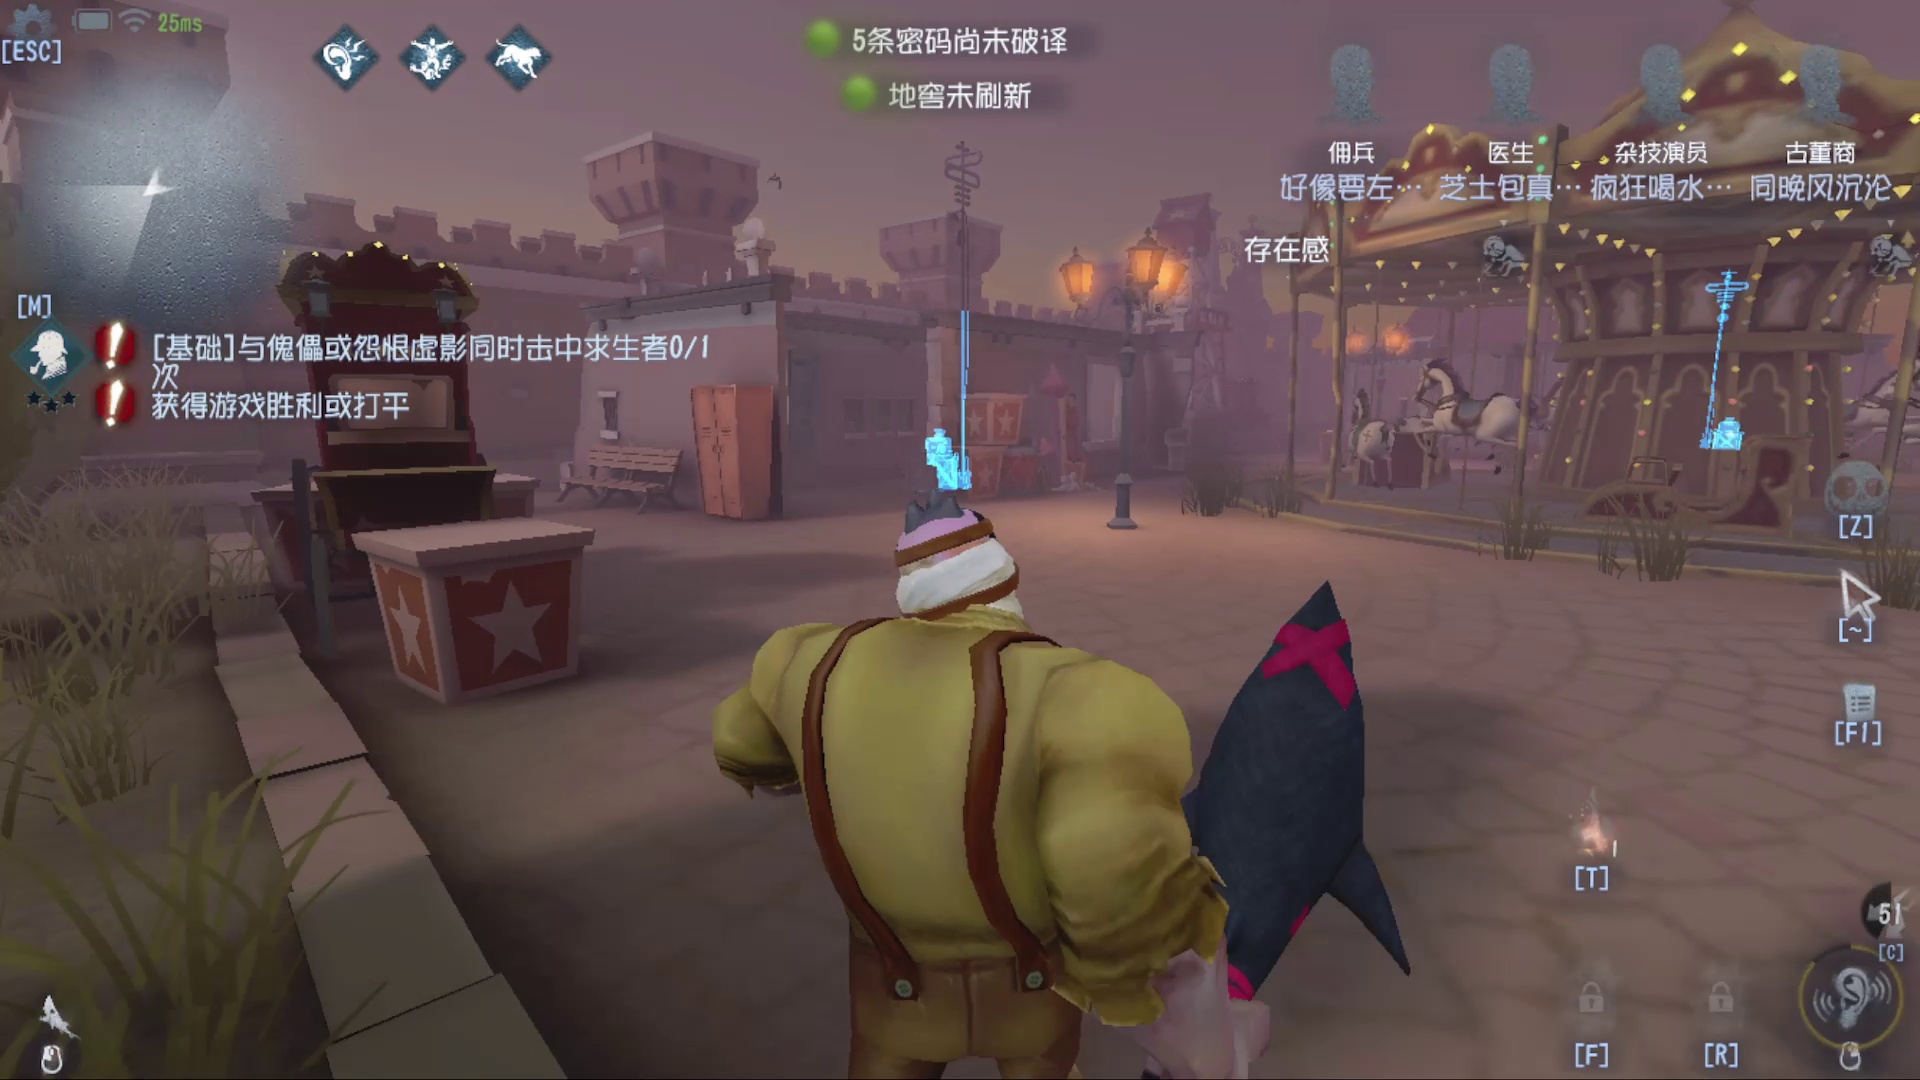 25ms
[ESC]
5条密码尚未破译
地窖未刷新
佣兵
医生
杂技演员
古董商
好像要左…
芝士包真…
疯狂喝水…
同晚风沉沦
存在感
[M]
[基础]与傀儡或怨恨虚影同时击中求生者0/1
次
获得游戏胜利或打平
[Z]
[~]
[F1]
1
[T]
51
[C]
[F]
[R]